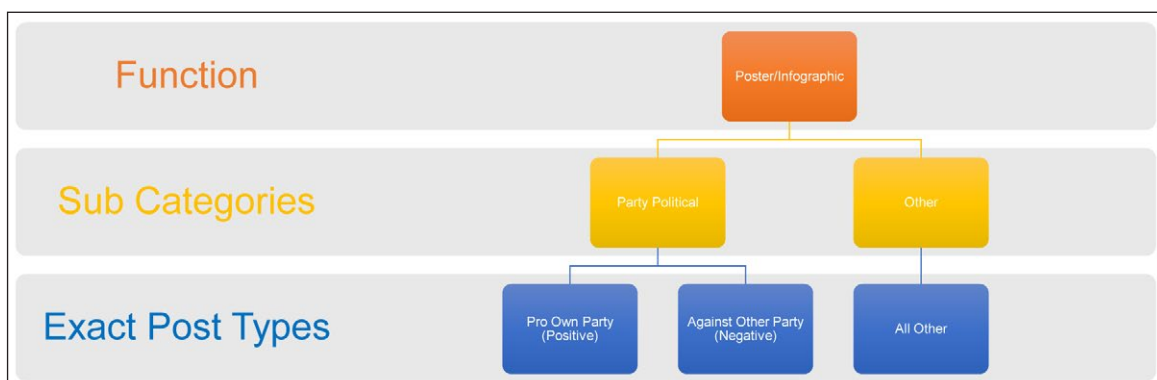 Function
Poster/Infographic
Sub Categories
Party Political
Other
Exact Post Types
Pro Own Party
(Positive)
Against Other Party
(Negative)
All Other